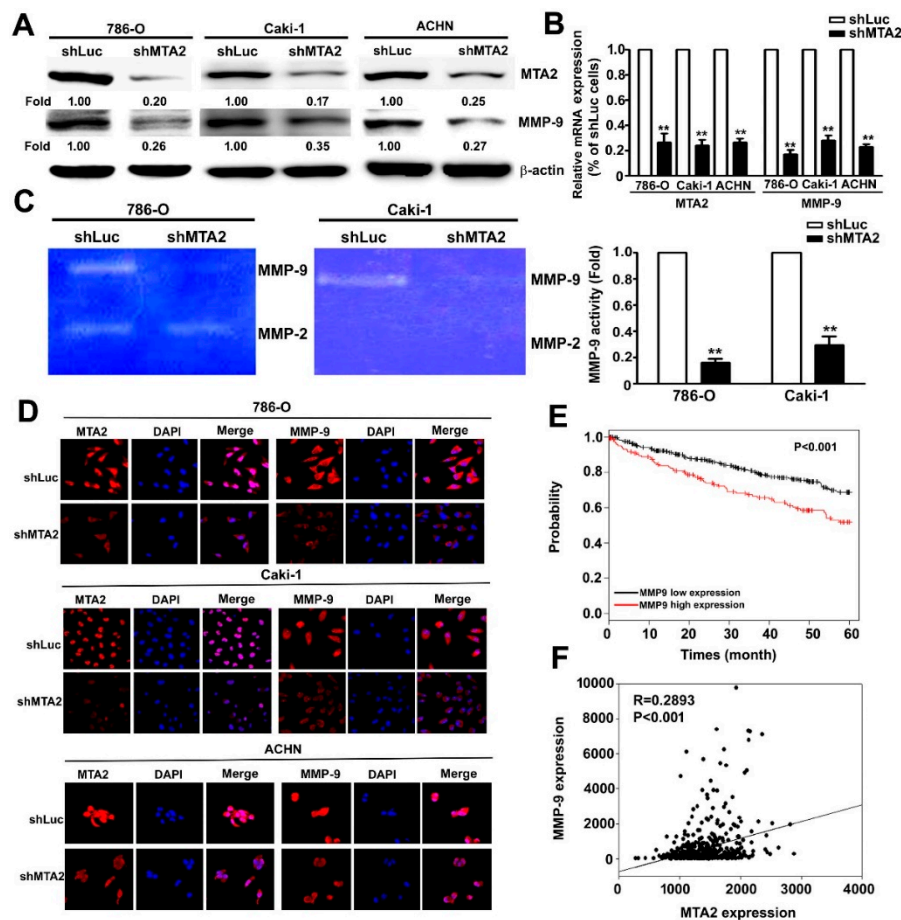 A
786-O Caki-1 ACHN
shLuc shMTA2 shLuc shMTA2 shLuc shMTA2
MTA2
Fold 1.00 0.20 1.00 0.17 1.00 0.25
MMP-9
Fold 1.00 0.26 1.00 0.35 1.00 0.27
β-actin
B
shLuc
shMTA2
Relative mRNA expression
(% of shLuc cells)
1.0
0.8
0.6
0.4
0.2
0
** ** ** ** ** **
786-O Caki-1 ACHN 786-O Caki-1 ACHN
MTA2 MMP-9
C
786-O
shLuc shMTA2
MMP-9
MMP-2
Caki-1
shLuc shMTA2
MMP-9
MMP-2
shLuc
shMTA2
MMP-9 activity (Fold)
1.0
0.8
0.6
0.4
0.2
0
** **
786-O Caki-1
D
786-O
MTA2 DAPI Merge MMP-9 DAPI Merge
shLuc
shMTA2
Caki-1
MTA2 DAPI Merge MMP-9 DAPI Merge
shLuc
shMTA2
ACHN
MTA2 DAPI Merge MMP-9 DAPI Merge
shLuc
shMTA2
E
P<0.001
Probability
1.0
0.8
0.6
0.4
0.2
0.0
MMP9 low expression
MMP9 high expression
0 10 20 30 40 50 60
Times (month)
F
R=0.2893
P<0.001
MMP-9 expression
10000
8000
6000
4000
2000
0
0 1000 2000 3000 4000
MTA2 expression